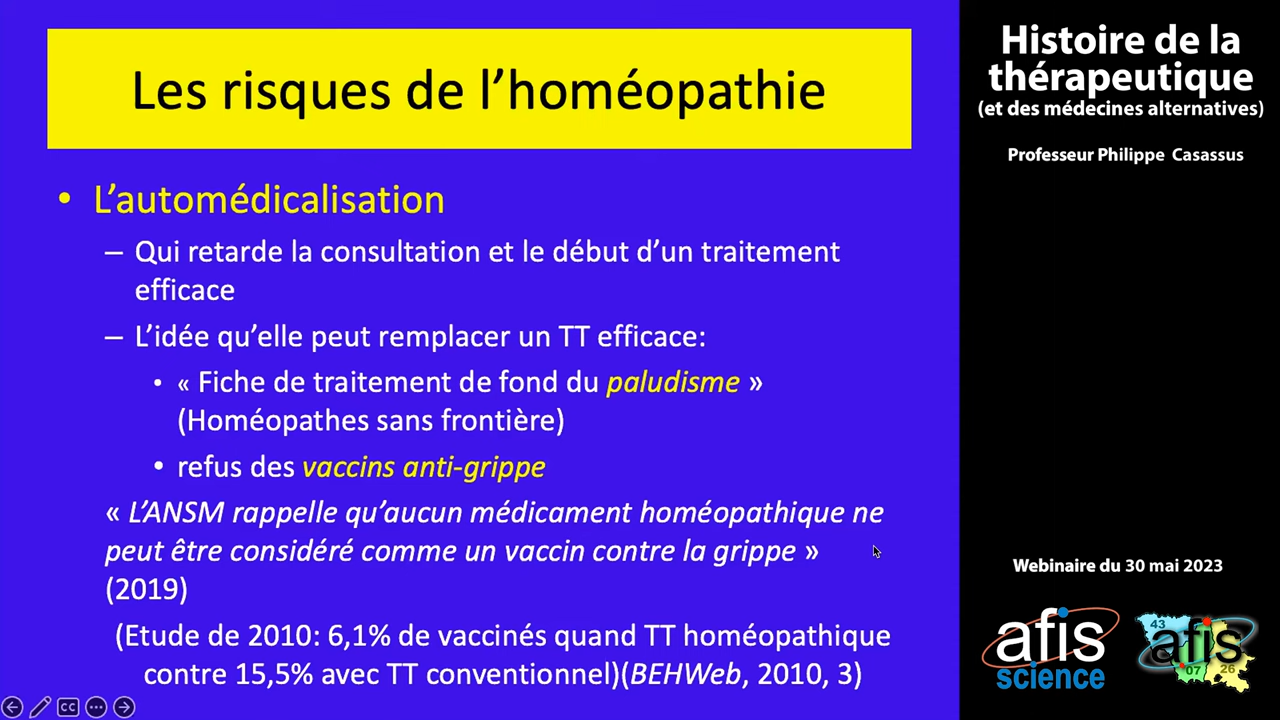 Les risques de l’homéopathie
• L’automédicalisation
– Qui retarde la consultation et le début d’un traitement
efficace
– L’idée qu’elle peut remplacer un TT efficace:
• « Fiche de traitement de fond du paludisme »
(Homéopathes sans frontière)
• refus des vaccins anti-grippe
« L’ANSM rappelle qu’aucun médicament homéopathique ne
peut être considéré comme un vaccin contre la grippe »
(2019)
(Etude de 2010: 6,1% de vaccinés quand TT homéopathique
contre 15,5% avec TT conventionnel)(BEHWeb, 2010, 3)
CC
Histoire de la
thérapeutique
(et des médecines alternatives)
Professeur Philippe Casassus
Webinaire du 30 mai 2023
afis
science
43
afis
07
26